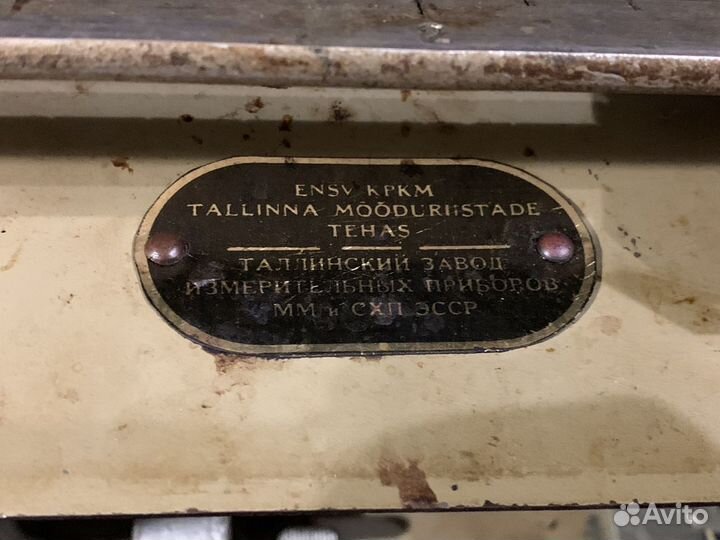 ENSV KPKM
TALLINNA MÕÕDURIISTADE
TEHAS
ТАЛЛИНСКИЙ ЗАВОД
ИЗМЕРИТЕЛЬНЫХ ПРИБОРОВ
ММ и СХП ЭССР
Avito